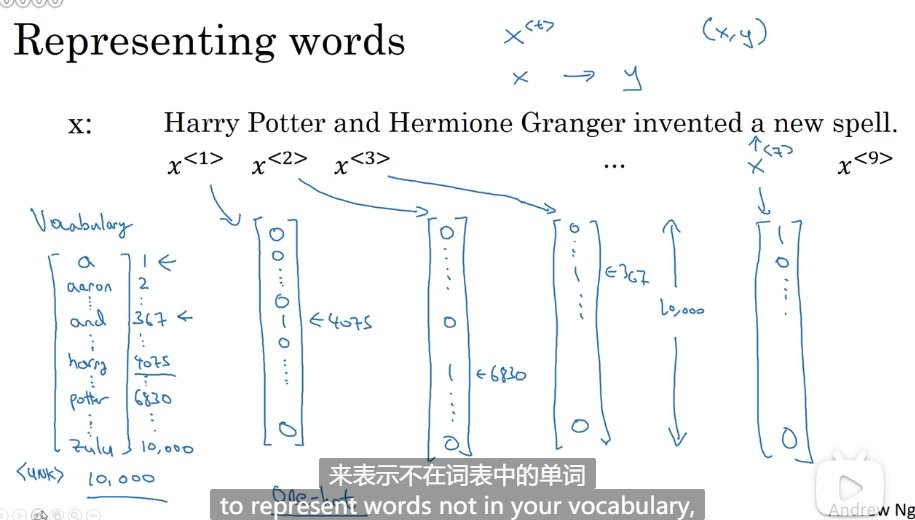 Representing words
x<t>
(x,y)
x → y
x: Harry Potter and Hermione Granger invented a new spell.
x<1> x<2> x<3> ... x<7> x<9>
Vocabulary
a 1 ←
aaron 2
and 367 ←
harry 4075
potter 6830
zulu 10,000
<UNK> 10,000
0
0
0
1 ← 4075
0
0
0
0
1 ← 6830
0
0
1 ← 367
0
10,000
1
0
0
one-hot
来表示不在词表中的单词
to represent words not in your vocabulary,
Andrew Ng